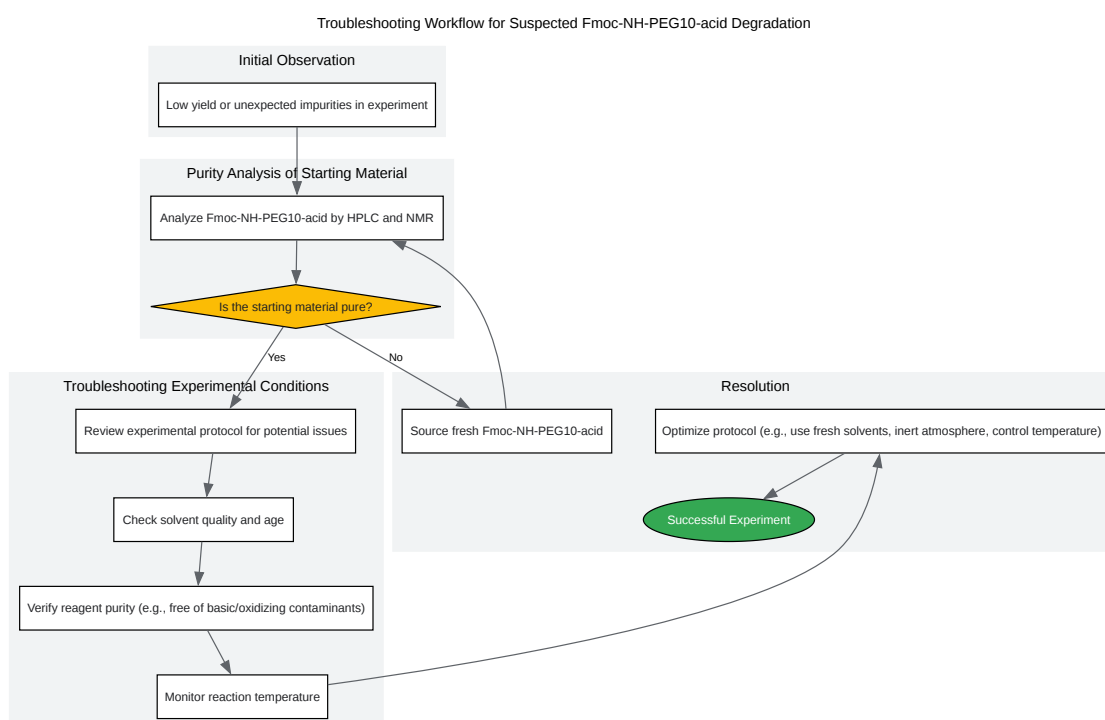 Troubleshooting Workflow for Suspected Fmoc-NH-PEG10-acid Degradation
Initial Observation
Low yield or unexpected impurities in experiment
Purity Analysis of Starting Material
Analyze Fmoc-NH-PEG10-acid by HPLC and NMR
Is the starting material pure?
Yes
No
Troubleshooting Experimental Conditions
Review experimental protocol for potential issues
Check solvent quality and age
Verify reagent purity (e.g., free of basic/oxidizing contaminants)
Monitor reaction temperature
Resolution
Source fresh Fmoc-NH-PEG10-acid
Optimize protocol (e.g., use fresh solvents, inert atmosphere, control temperature)
Successful Experiment